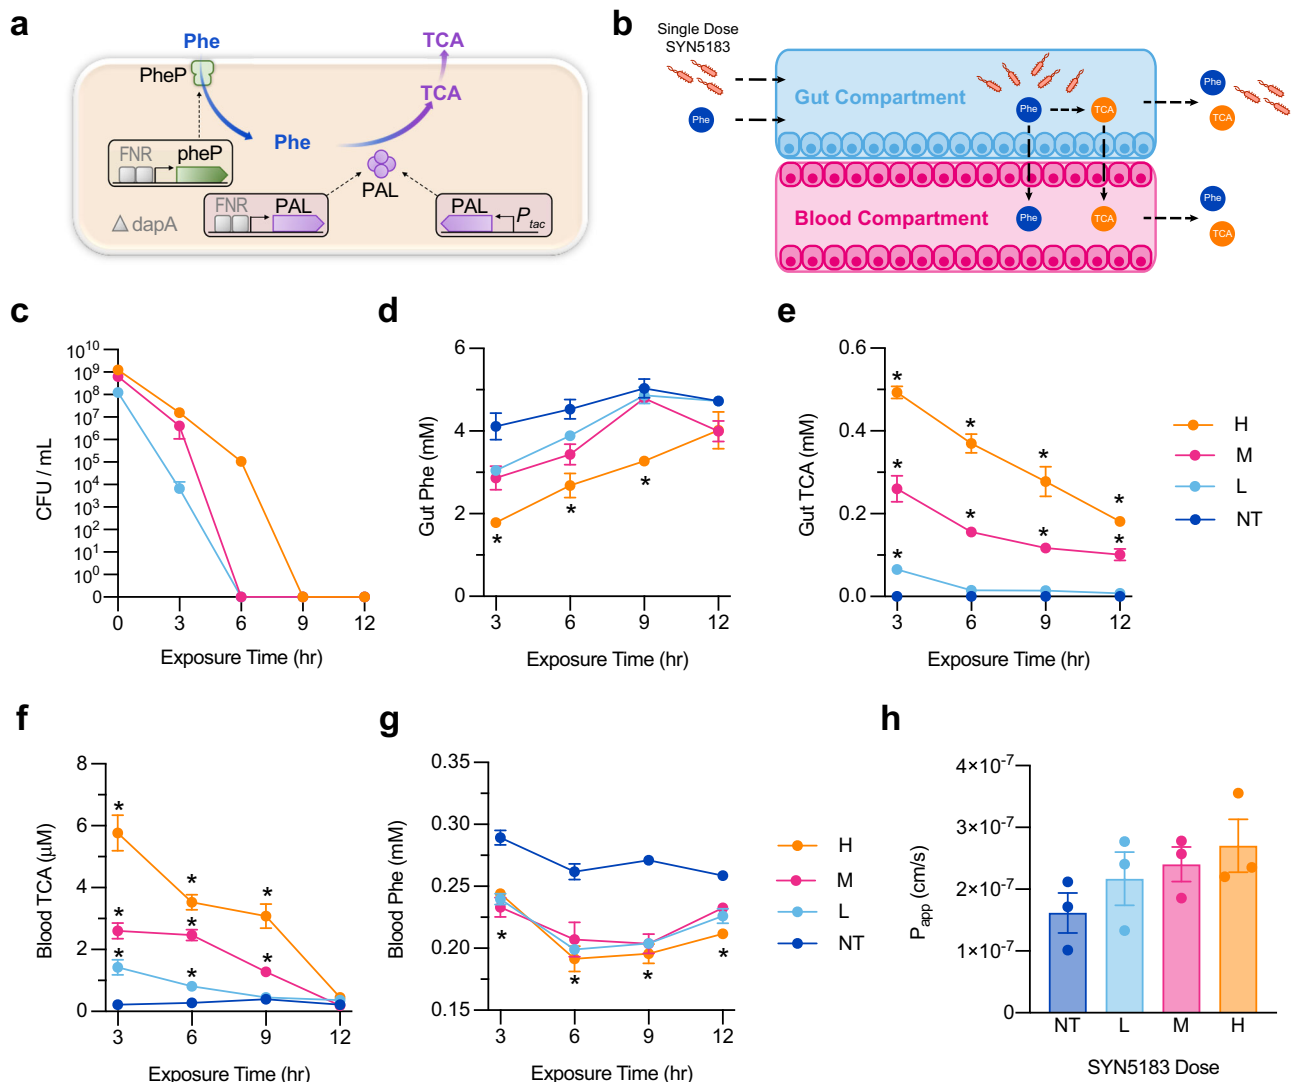 a
Phe
TCA
PheP
TCA
Phe
FNR
pheP
PAL
FNR
PAL
PAL
Ptac
△ dapA
b
Single Dose
SYN5183
Phe
Gut Compartment
Phe
TCA
Phe
TCA
Blood Compartment
Phe
TCA
Phe
TCA
c
CFU / mL
10^10
10^9
10^8
10^7
10^6
10^5
10^4
10^3
10^2
10^1
10^0
0
0 3 6 9 12
Exposure Time (hr)
d
Gut Phe (mM)
6
4
2
0
* * *
3 6 9 12
Exposure Time (hr)
e
Gut TCA (mM)
0.6
0.4
0.2
0.0
* * * *
* * * *
*
3 6 9 12
Exposure Time (hr)
H
M
L
NT
f
Blood TCA (µM)
8
6
4
2
0
* * *
* * *
* *
3 6 9 12
Exposure Time (hr)
g
Blood Phe (mM)
0.35
0.30
0.25
0.20
0.15
* * * *
3 6 9 12
Exposure Time (hr)
H
M
L
NT
h
Papp (cm/s)
4×10^-7
3×10^-7
2×10^-7
1×10^-7
0
NT L M H
SYN5183 Dose